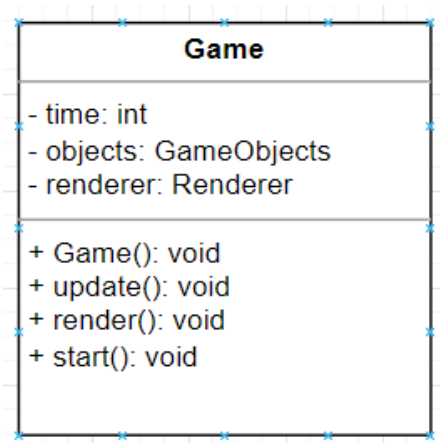 Game
- time: int
- objects: GameObjects
- renderer: Renderer
+ Game(): void
+ update(): void
+ render(): void
+ start(): void